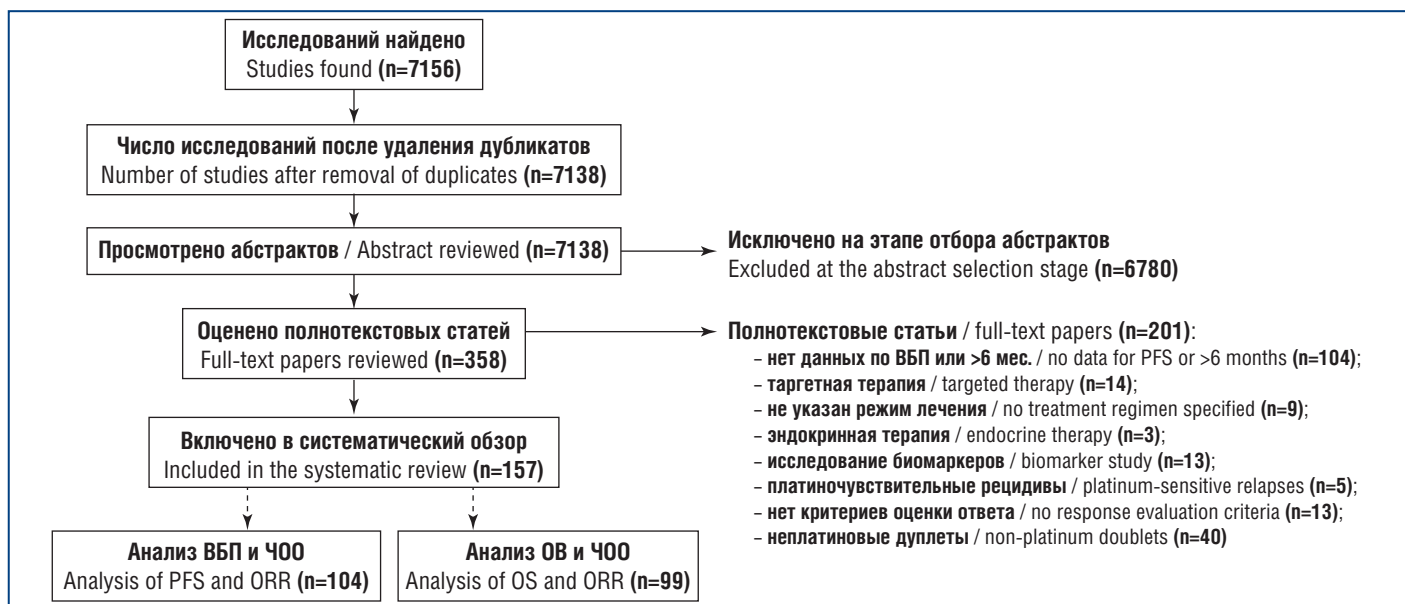 Исследований найдено
Studies found (n=7156)
Число исследований после удаления дубликатов
Number of studies after removal of duplicates (n=7138)
Просмотрено абстрактов / Abstract reviewed (n=7138)
Исключено на этапе отбора абстрактов
Excluded at the abstract selection stage (n=6780)
Оценено полнотекстовых статей
Full-text papers reviewed (n=358)
Полнотекстовые статьи / full-text papers (n=201):
– нет данных по ВБП или >6 мес. / no data for PFS or >6 months (n=104);
– таргетная терапия / targeted therapy (n=14);
– не указан режим лечения / no treatment regimen specified (n=9);
– эндокринная терапия / endocrine therapy (n=3);
– исследование биомаркеров / biomarker study (n=13);
– платиночувствительные рецидивы / platinum-sensitive relapses (n=5);
– нет критериев оценки ответа / no response evaluation criteria (n=13);
– неплатиновые дуплеты / non-platinum doublets (n=40)
Включено в систематический обзор
Included in the systematic review (n=157)
Анализ ВБП и ЧОО
Analysis of PFS and ORR (n=104)
Анализ ОВ и ЧОО
Analysis of OS and ORR (n=99)